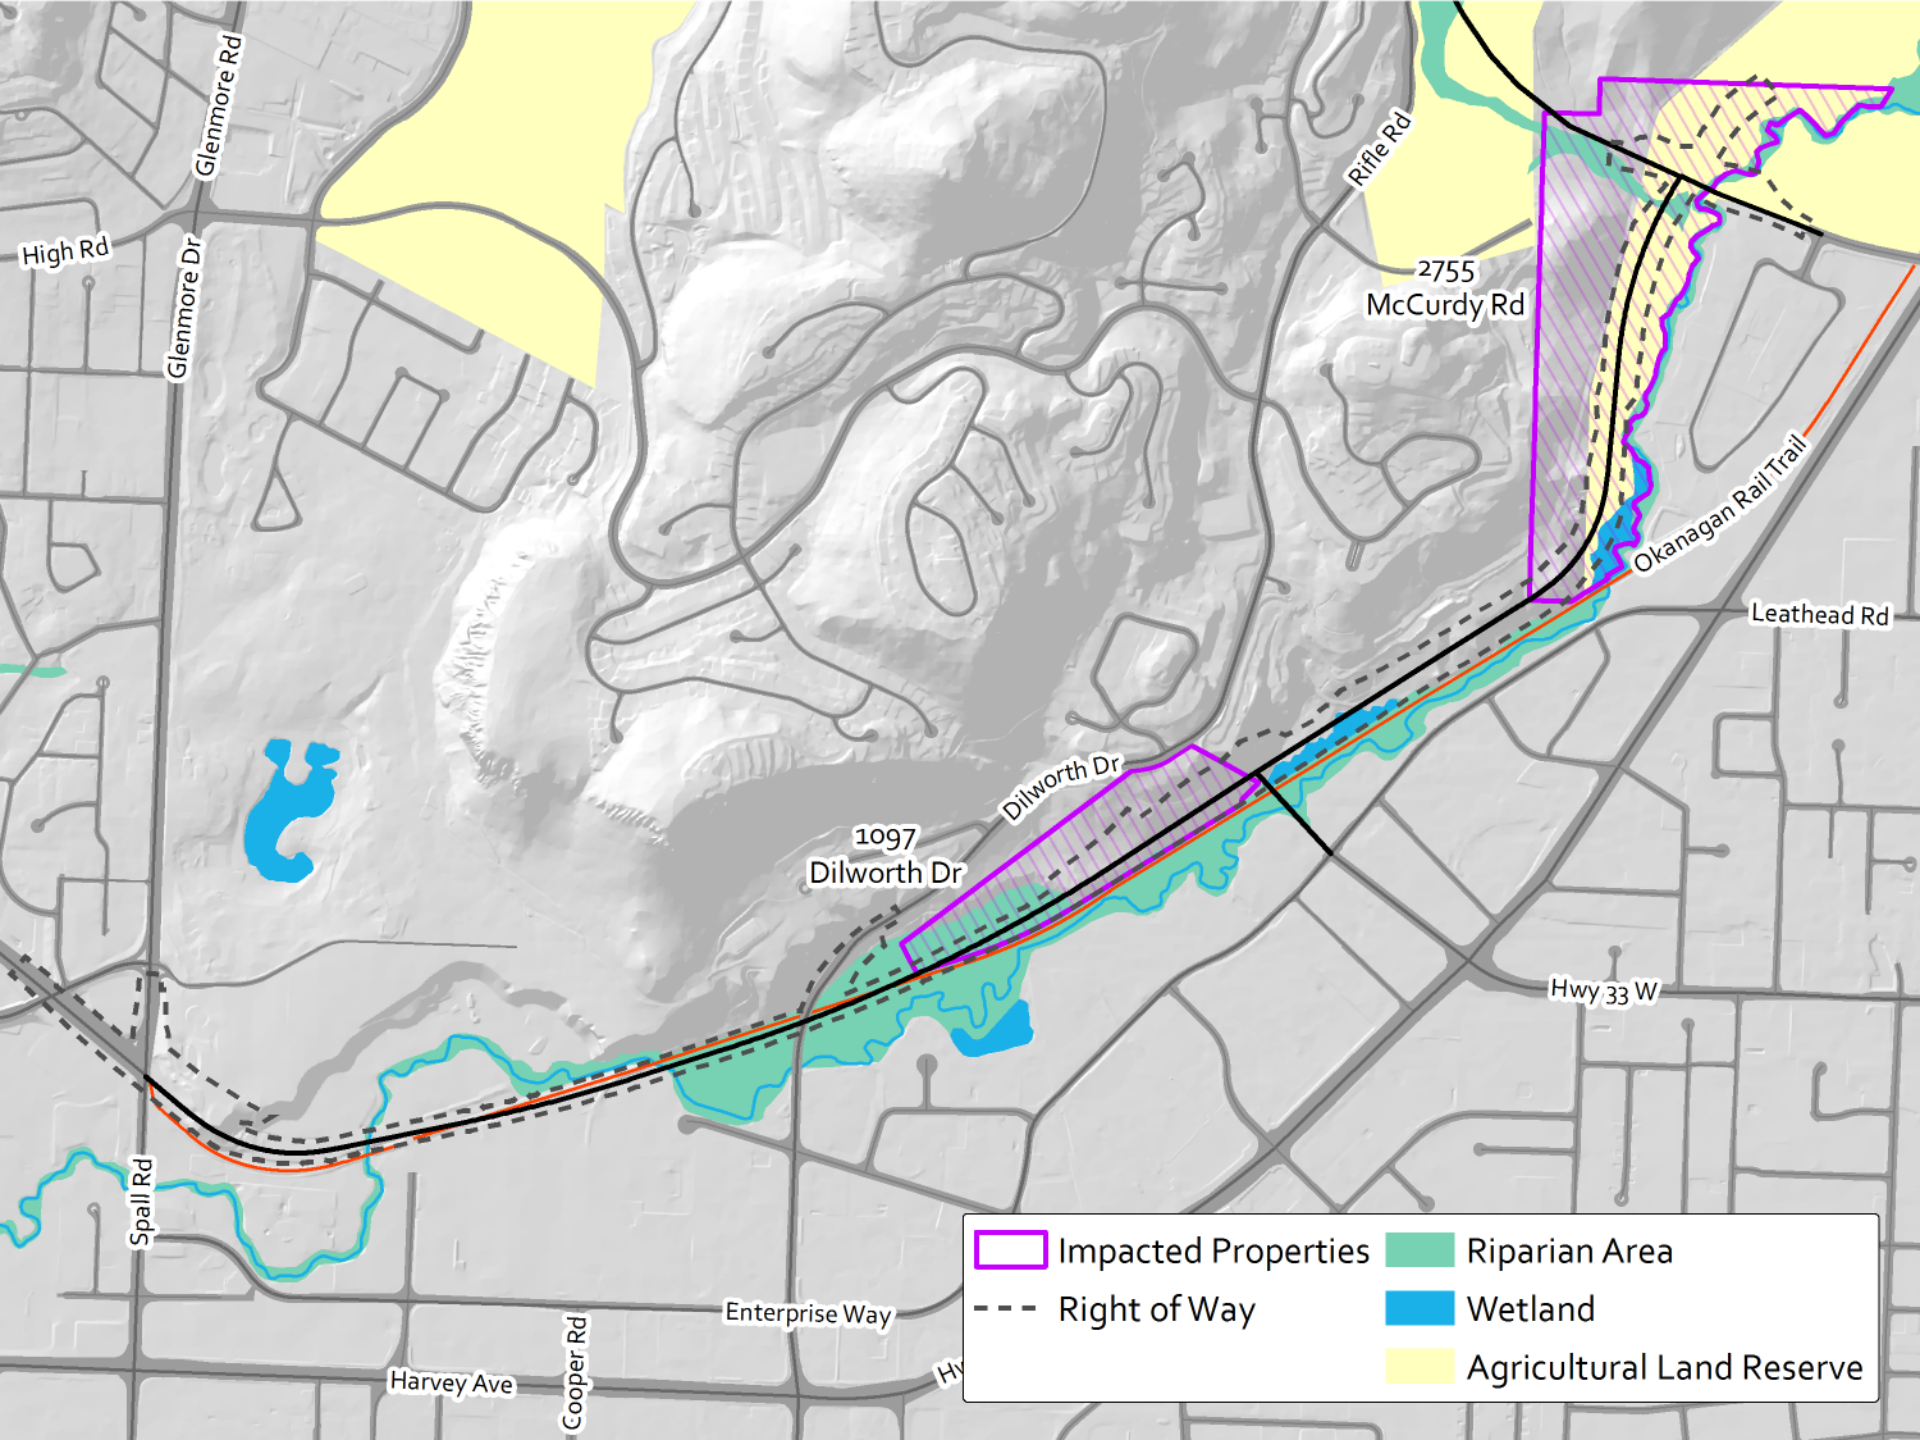 Glenmore Rd
High Rd
Glenmore Dr
Rifle Rd
2755
McCurdy Rd
Okanagan Rail Trail
Leathead Rd
Dilworth Dr
1097
Dilworth Dr
Hwy 33 W
Spall Rd
Enterprise Way
Cooper Rd
Harvey Ave
Impacted Properties
Right of Way
Riparian Area
Wetland
Agricultural Land Reserve